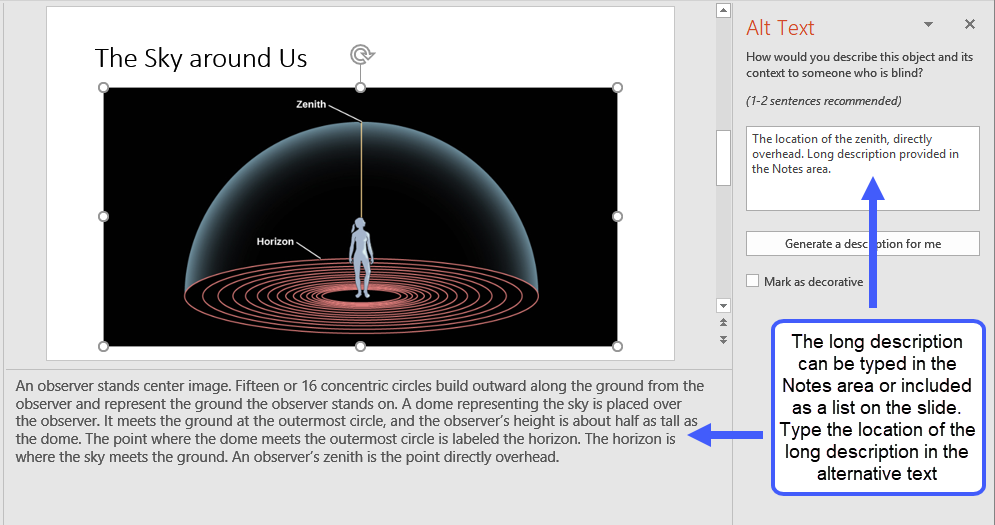 The Sky around Us
Zenith
Horizon
An observer stands center image. Fifteen or 16 concentric circles build outward along the ground from the
observer and represent the ground the observer stands on. A dome representing the sky is placed over
the observer. It meets the ground at the outermost circle, and the observer's height is about half as tall as
the dome. The point where the dome meets the outermost circle is labeled the horizon. The horizon is
where the sky meets the ground. An observer's zenith is the point directly overhead.
Alt Text
How would you describe this object and its
context to someone who is blind?
(1-2 sentences recommended)
The location of the zenith, directly
overhead. Long description provided in
the Notes area.
Generate a description for me
Mark as decorative
The long description
can be typed in the
Notes area or included
as a list on the slide.
Type the location of the
long description in the
alternative text